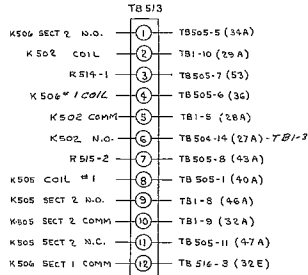 TB 513
K506 SECT 2 N.O. 1 TB505-5 (34A)
K502 COIL 2 TB1-10 (29A)
R514-1 3 TB505-7 (53)
K506 #1 COIL 4 TB505-6 (36)
K502 COMM 5 TB1-5 (28A)
K502 N.O. 6 TB504-14 (27A) - TB1-3
R515-2 7 TB505-8 (43A)
K505 COIL #1 8 TB505-1 (40A)
K505 SECT 2 N.O. 9 TB1-8 (46A)
K505 SECT 2 COMM 10 TB1-9 (32A)
K505 SECT 2 N.C. 11 TB505-11 (47A)
K506 SECT 1 COMM 12 TB516-3 (32E)